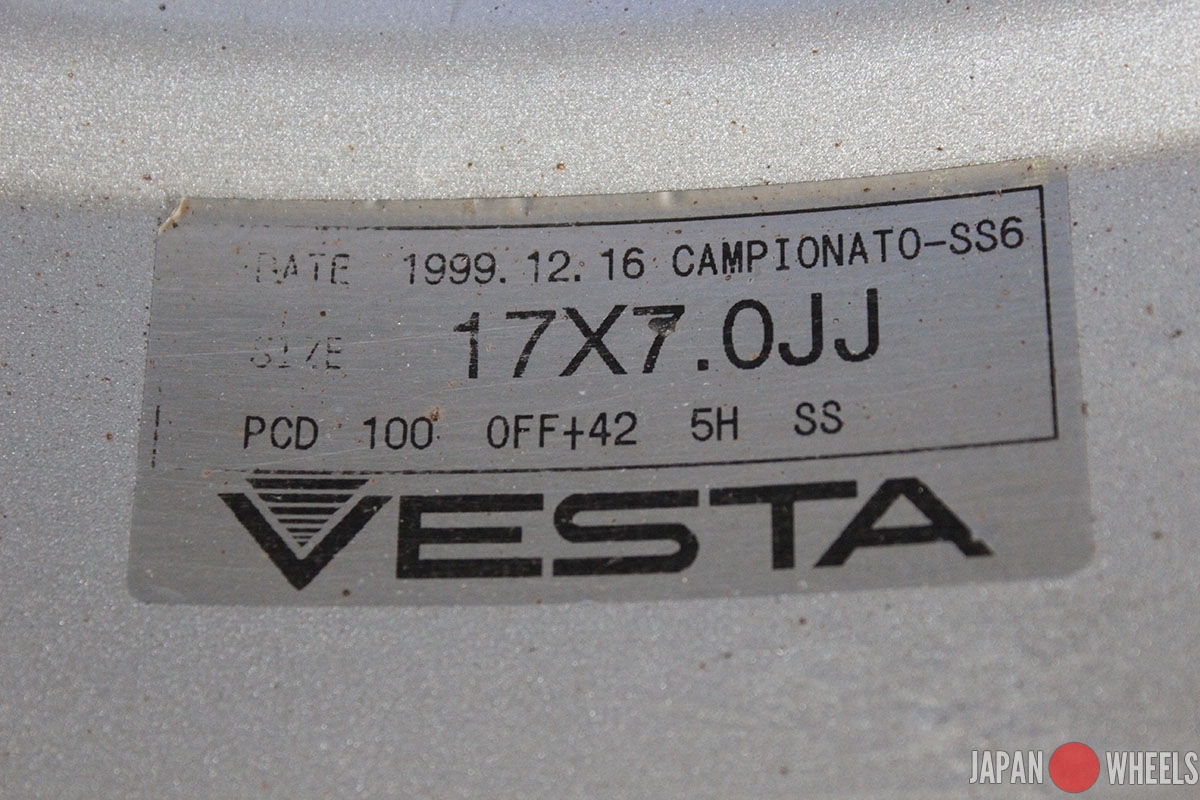 DATE 1999.12.16 CAMPIONATO-SS6
SIZE 17X7.0JJ
PCD 100 OFF+42 5H SS
VESTA
JAPAN WHEELS